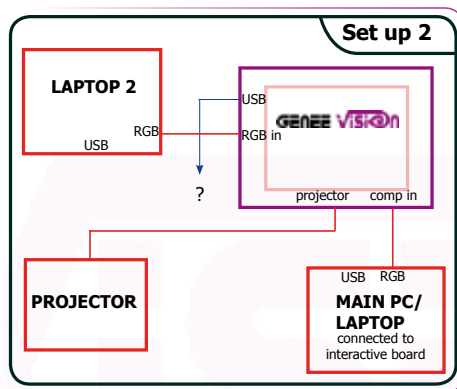 Set up 2
LAPTOP 2
USB
RGB
USB
RGB in
GENEE VISION
projector
comp in
?
PROJECTOR
USB
RGB
MAIN PC/
LAPTOP
connected to
interactive board